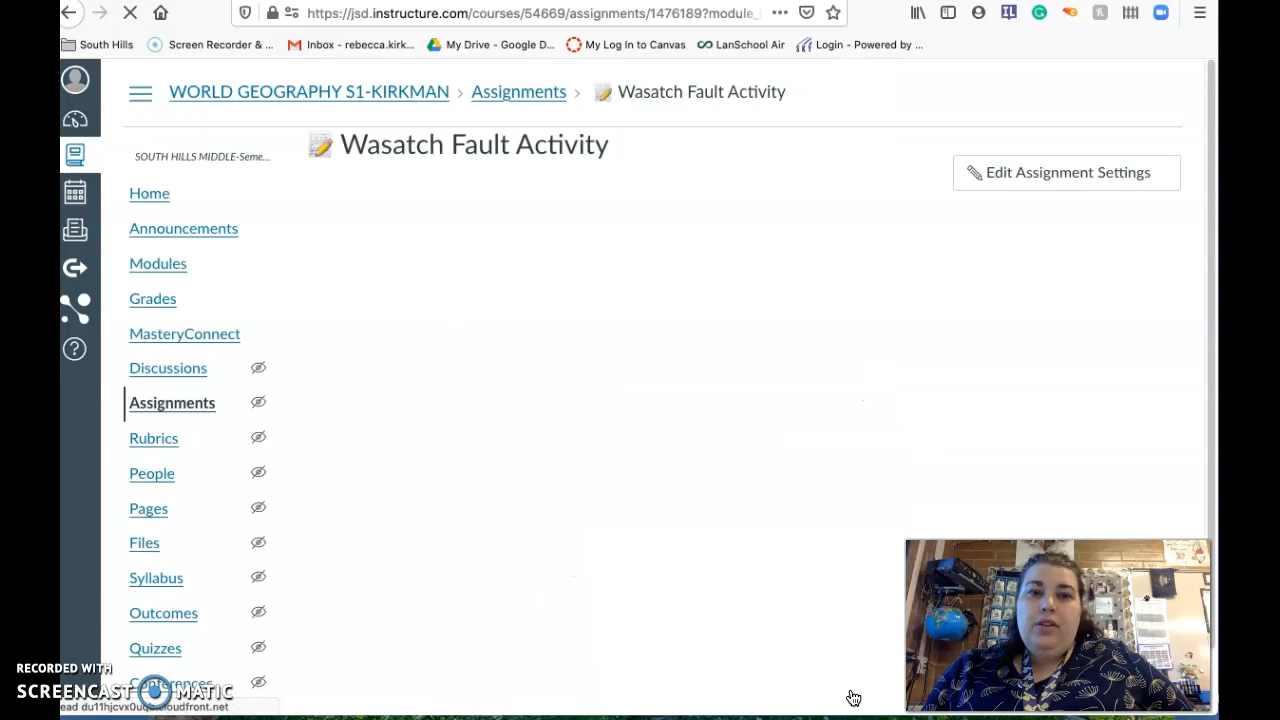 https://jsd.instructure.com/courses/54669/assignments/1476189?module_
South Hills
Screen Recorder & ...
Inbox - rebecca.kirk...
My Drive - Google D...
My Log In to Canvas
LanSchool Air
Login - Powered by ...
WORLD GEOGRAPHY S1-KIRKMAN > Assignments > Wasatch Fault Activity
SOUTH HILLS MIDDLE-Seme...
Wasatch Fault Activity
Edit Assignment Settings
Home
Announcements
Modules
Grades
MasteryConnect
Discussions
Assignments
Rubrics
People
Pages
Files
Syllabus
Outcomes
Quizzes
Conferences
RECORDED WITH
SCREENCAST MATIC